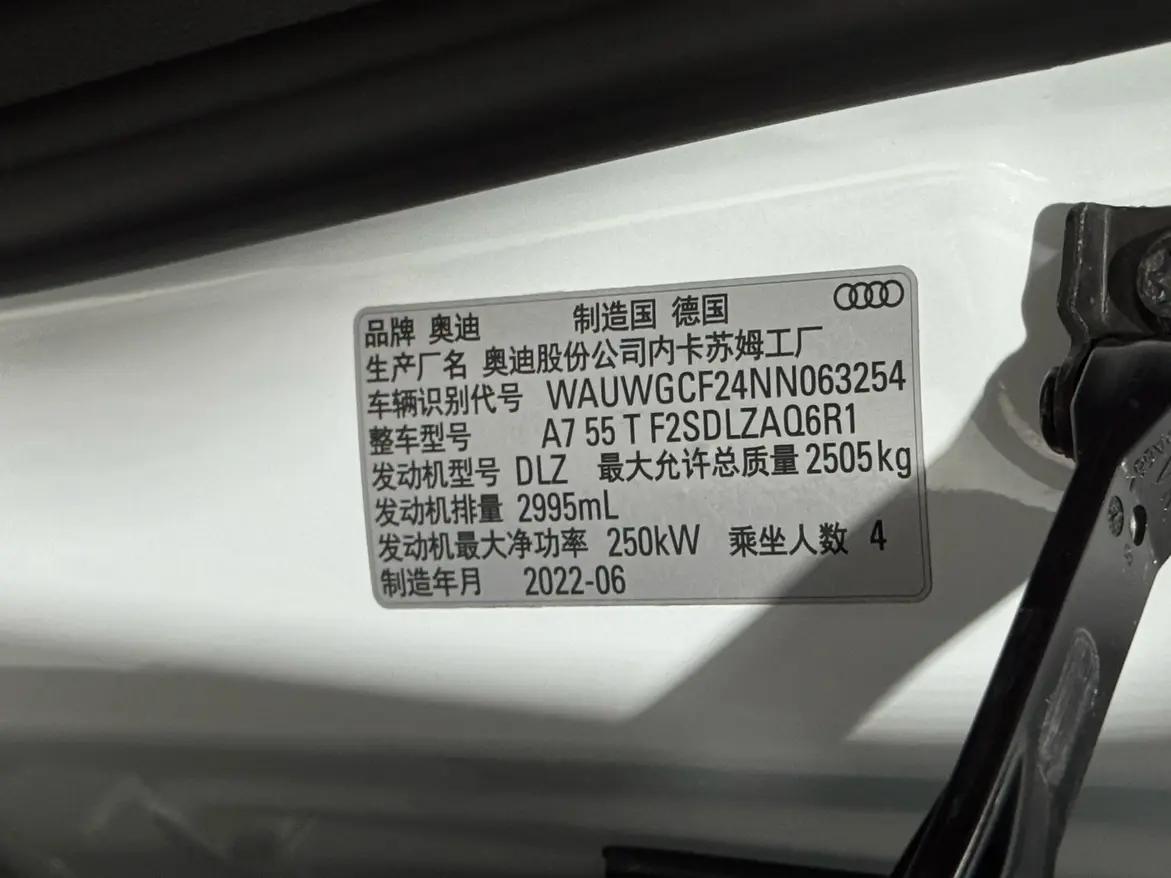 品牌 奥迪 制造国 德国
生产厂名 奥迪股份公司内卡苏姆工厂
车辆识别代号 WAUWGCF24NN063254
整车型号 A7 55 T F2SDLZAQ6R1
发动机型号 DLZ 最大允许总质量 2505kg
发动机排量 2995mL
发动机最大净功率 250kW 乘坐人数 4
制造年月 2022-06